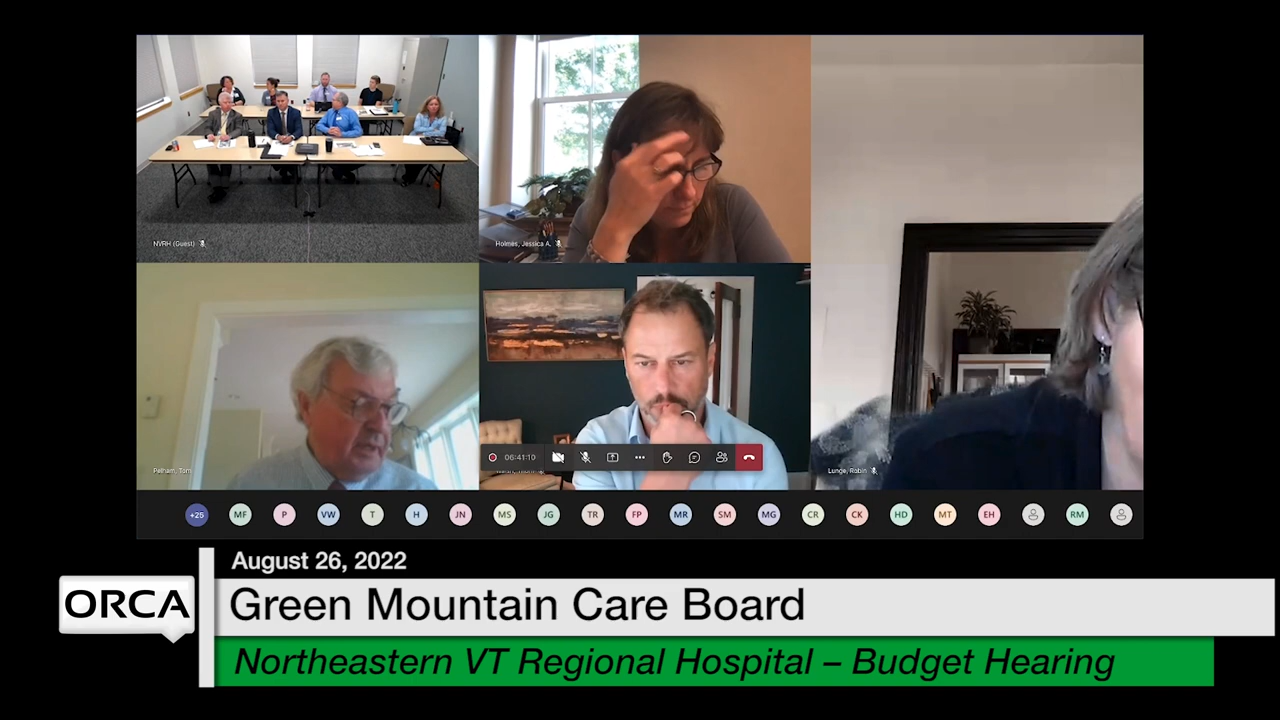 NVRH (Guest)
Holmes, Jessica A.
Pelham, Tom
06:41:10
Lunge, Robin
+25 MF P VW T H JN MS JG TR FP MR SM MG CR CK HD MT EH RM
August 26, 2022
ORCA
Green Mountain Care Board
Northeastern VT Regional Hospital – Budget Hearing